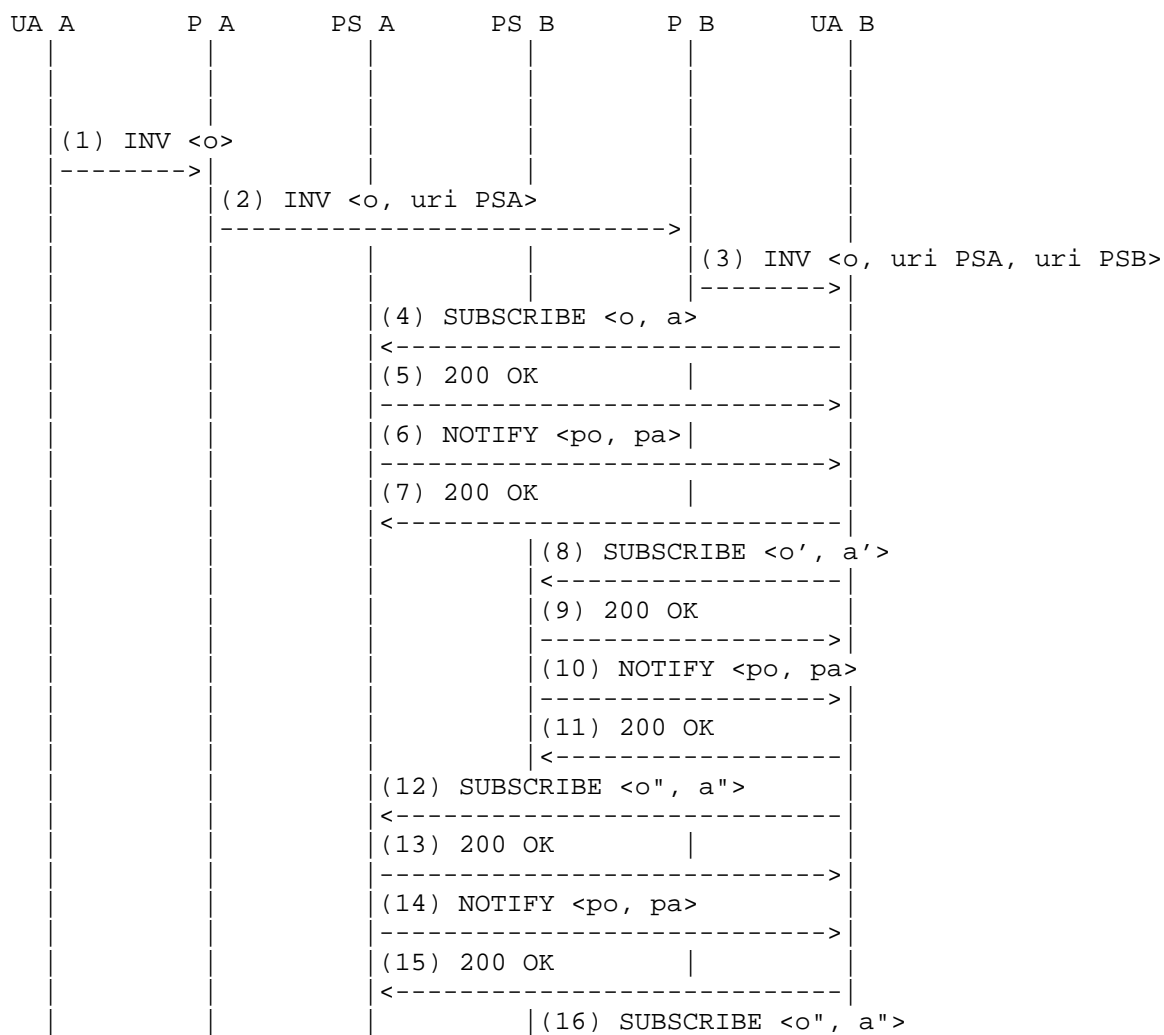 UA A P A PS A PS B P B UA B
(1) INV <o>
-------->
(2) INV <o, uri PSA>
---------------------------->
(3) INV <o, uri PSA, uri PSB>
-------->
(4) SUBSCRIBE <o, a>
<----------------------------
(5) 200 OK
---------------------------->
(6) NOTIFY <po, pa>
---------------------------->
(7) 200 OK
<----------------------------
(8) SUBSCRIBE <o', a'>
<-------------------
(9) 200 OK
------------------>
(10) NOTIFY <po, pa>
------------------>
(11) 200 OK
<-------------------
(12) SUBSCRIBE <o", a">
<----------------------------
(13) 200 OK
---------------------------->
(14) NOTIFY <po, pa>
---------------------------->
(15) 200 OK
<----------------------------
(16) SUBSCRIBE <o", a">